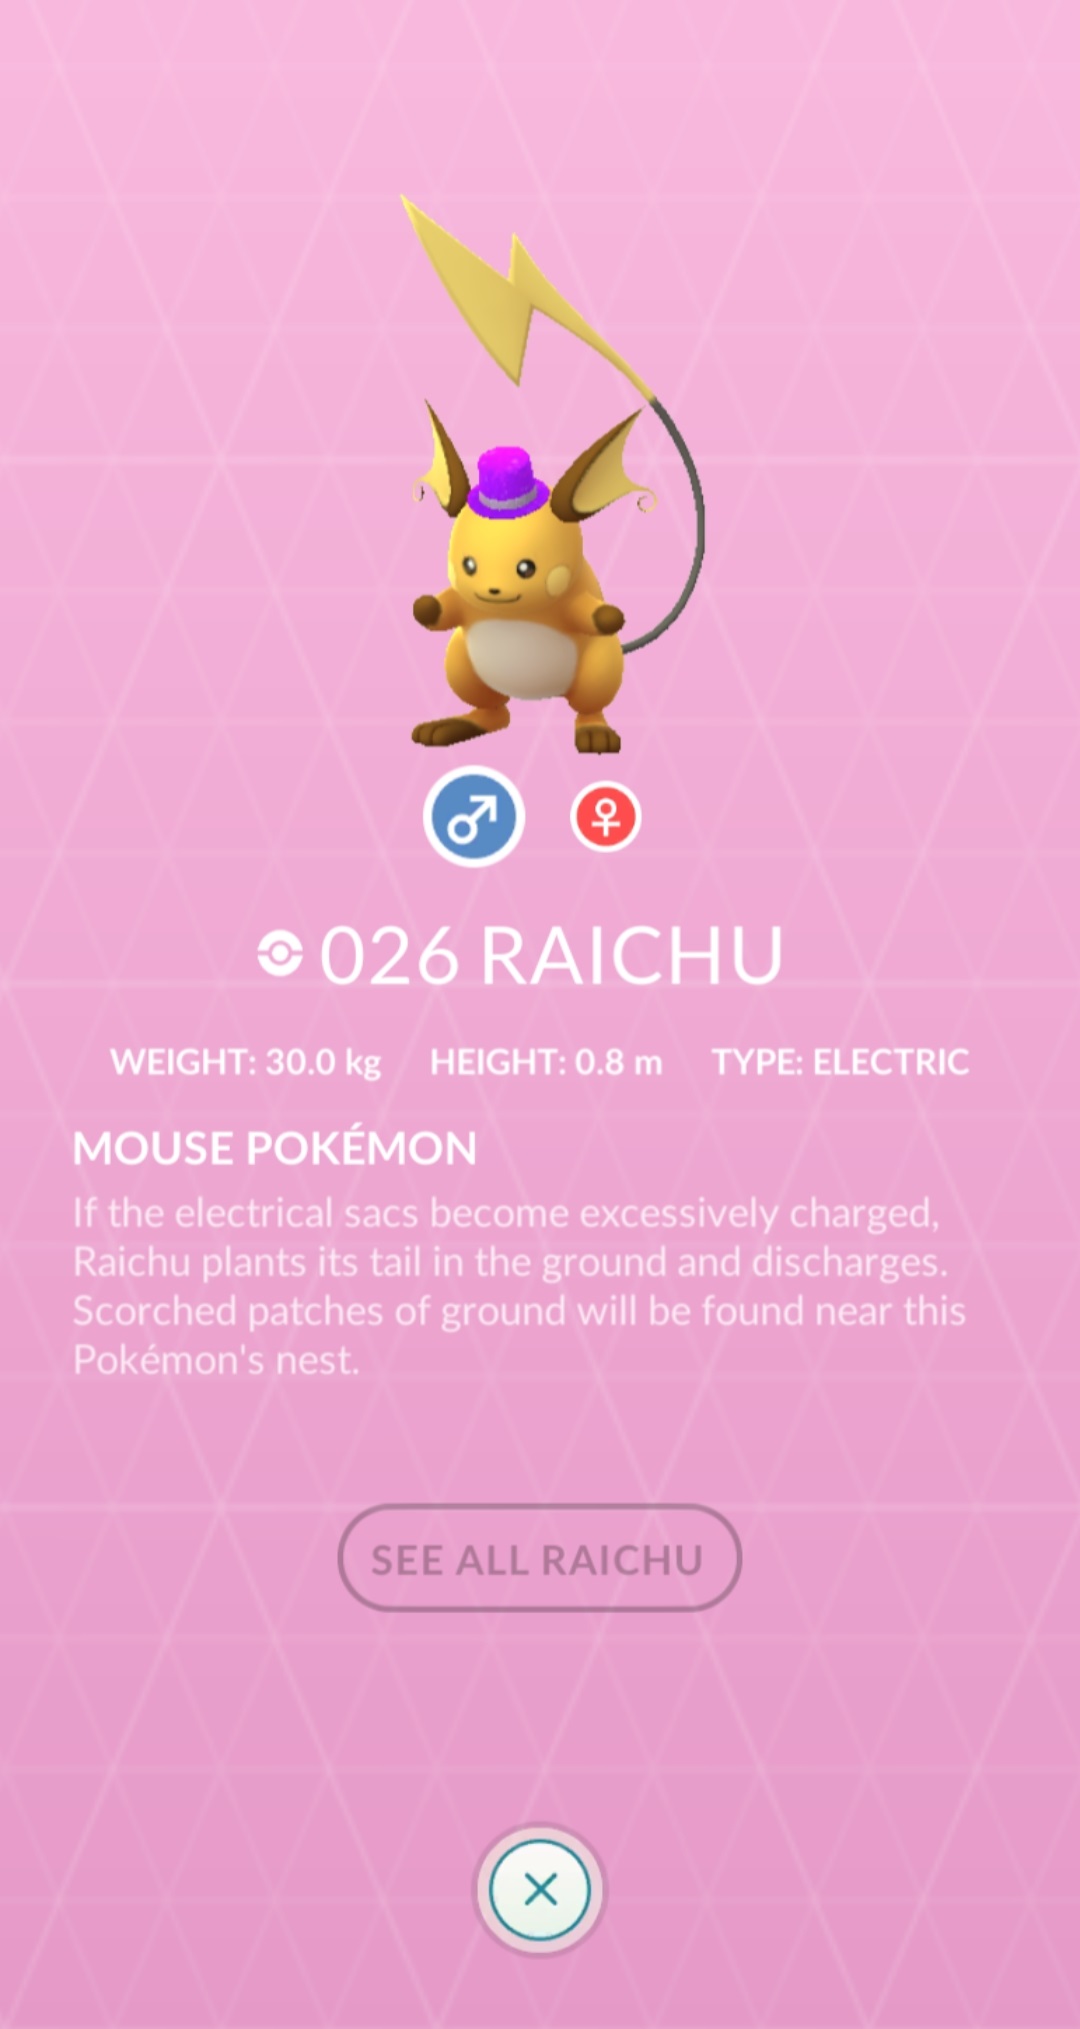 026 RAICHU
WEIGHT: 30.0 kg HEIGHT: 0.8 m TYPE: ELECTRIC
MOUSE POKÉMON
If the electrical sacs become excessively charged,
Raichu plants its tail in the ground and discharges.
Scorched patches of ground will be found near this
Pokémon's nest.
SEE ALL RAICHU